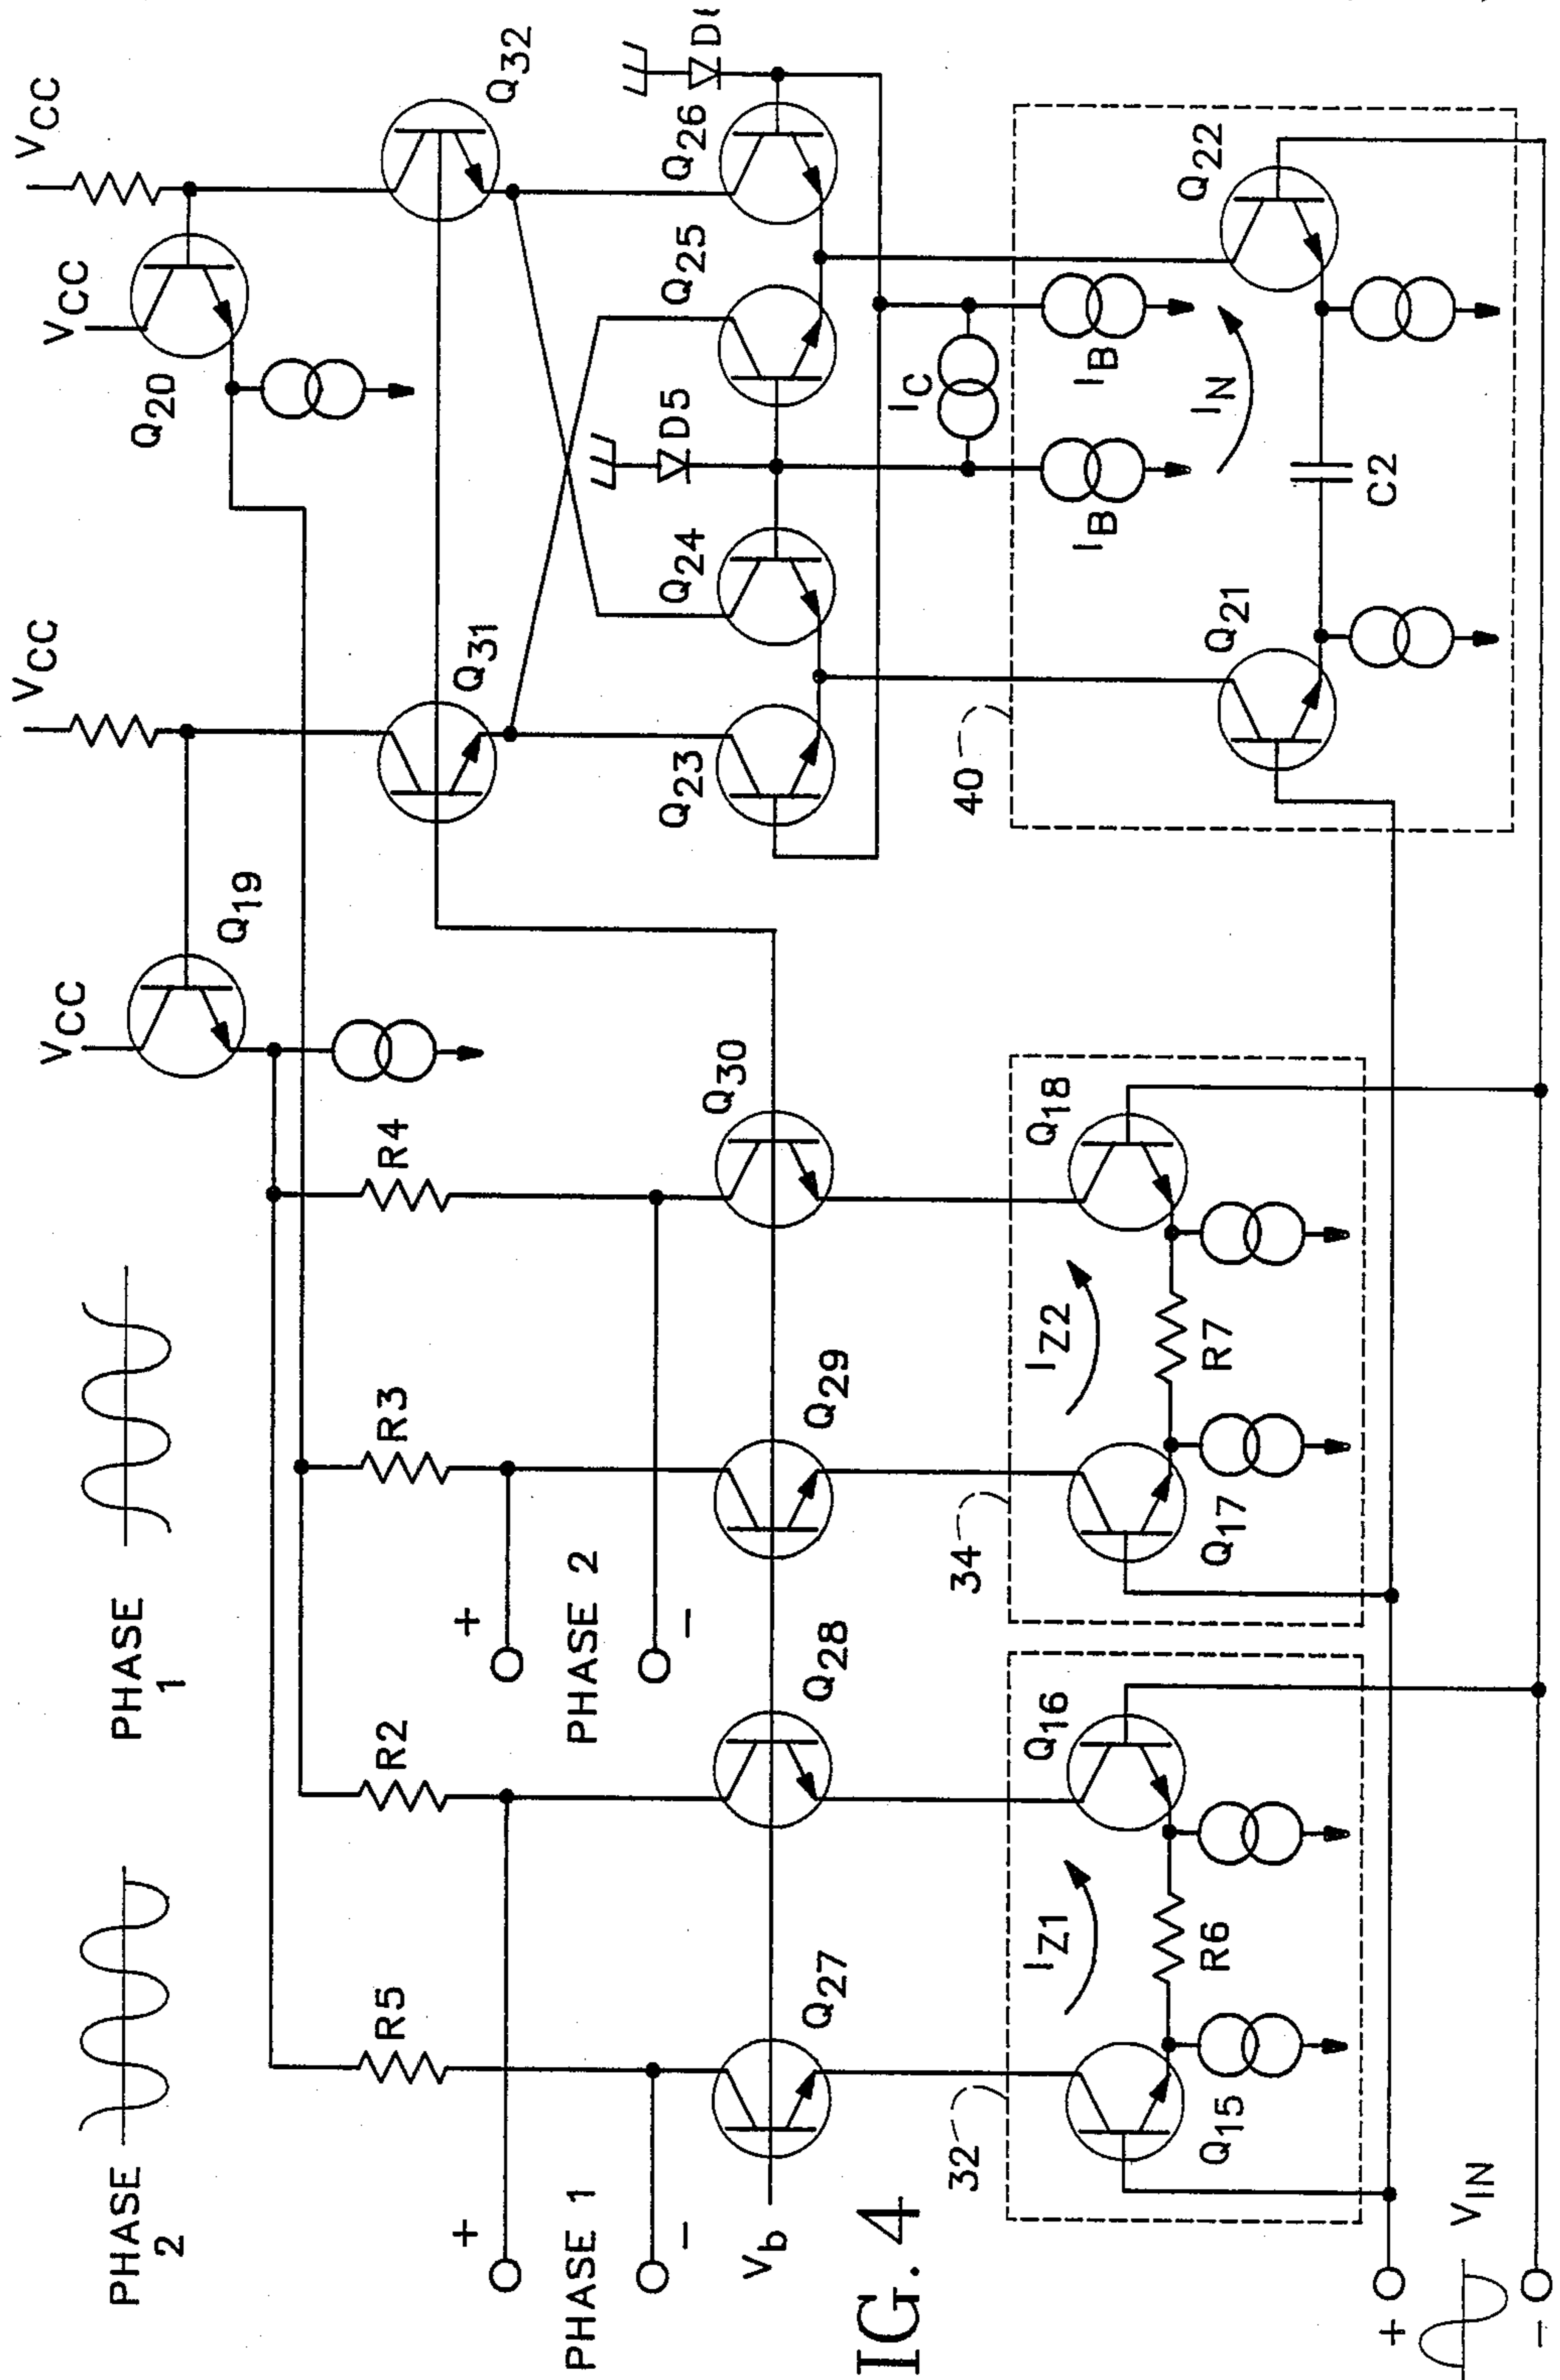 VCC
VCC
VCC
VCC
Q32
Q20
Q31
Q19
D5
Q26
Q25
Q24
Q23
IC
IB
IB
IN
Q22
Q21
C2
40
PHASE
2
PHASE
1
R5
R2
R3
R4
+
PHASE 1
−
+
PHASE 2
−
Vb
Q27
Q28
Q29
Q30
32
34
IZ1
IZ2
Q15
Q16
Q17
Q18
R6
R7
+
VIN
−
IG. 4